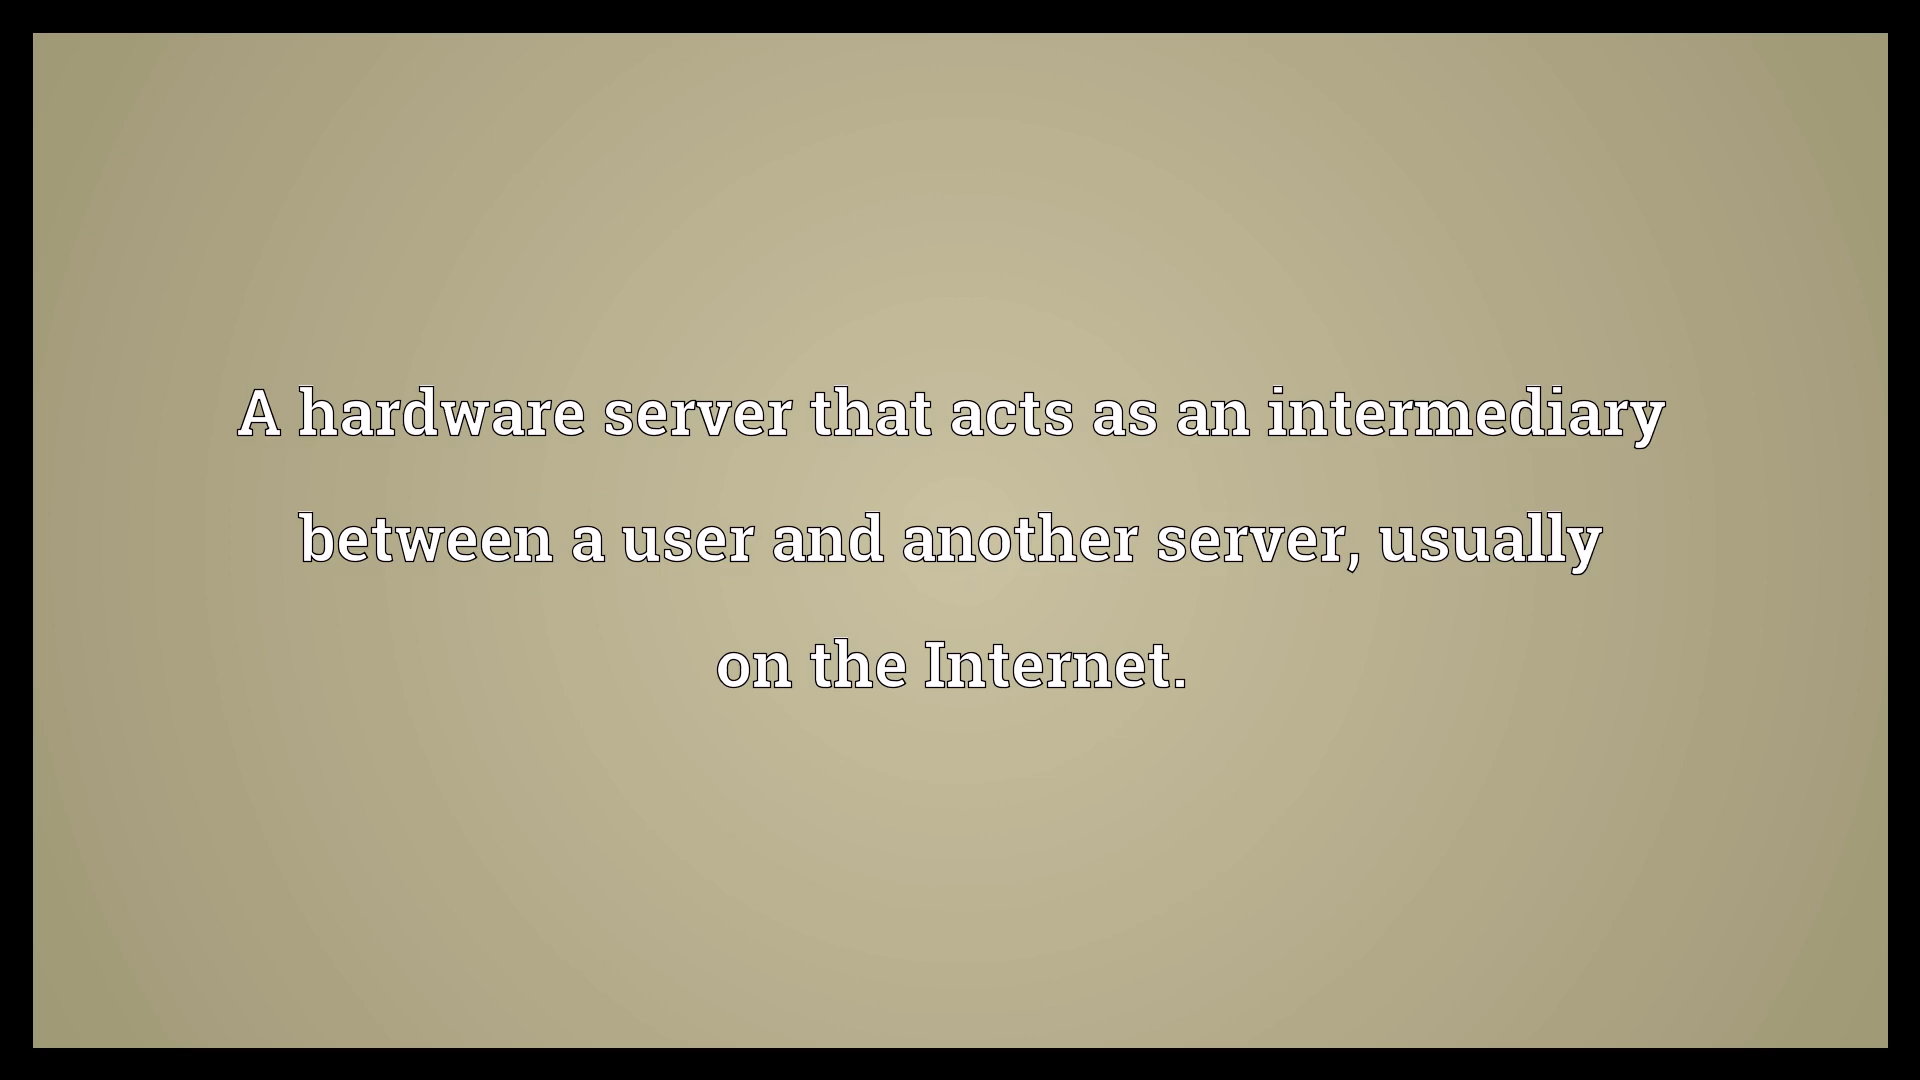 A hardware server that acts as an intermediary
between a user and another server, usually
on the Internet.